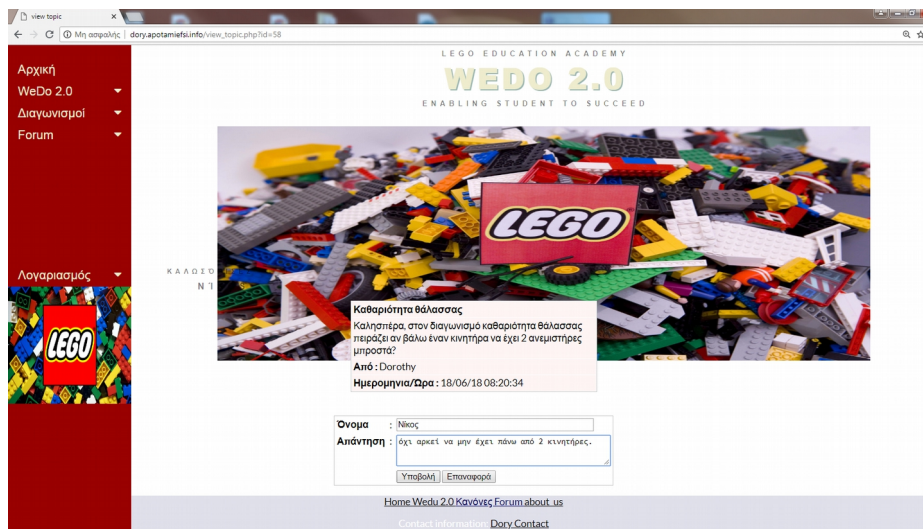 view topic
Μη ασφαλής | dory.apotamiefsi.info/view_topic.php?id=58
LEGO EDUCATION ACADEMY
WEDO 2.0
ENABLING STUDENT TO SUCCEED
Αρχική
WeDo 2.0
Διαγωνισμοί
Forum
Λογαριασμός
LEGO
LEGO
Καθαριότητα θάλασσας
Καλησπέρα, στον διαγωνισμό καθαριότητα θάλασσας
πειράζει αν βάλω έναν κινητήρα να έχει 2 ανεμιστήρες
μπροστά?
Από : Dorothy
Ημερομηνια/Ώρα : 18/06/18 08:20:34
Όνομα : Νίκος
Απάντηση : όχι αρκεί να μην έχει πάνω από 2 κινητήρες.
Υποβολή Επαναφορά
Home Wedu 2.0 Κανόνες Forum about us
Contact information: Dory Contact